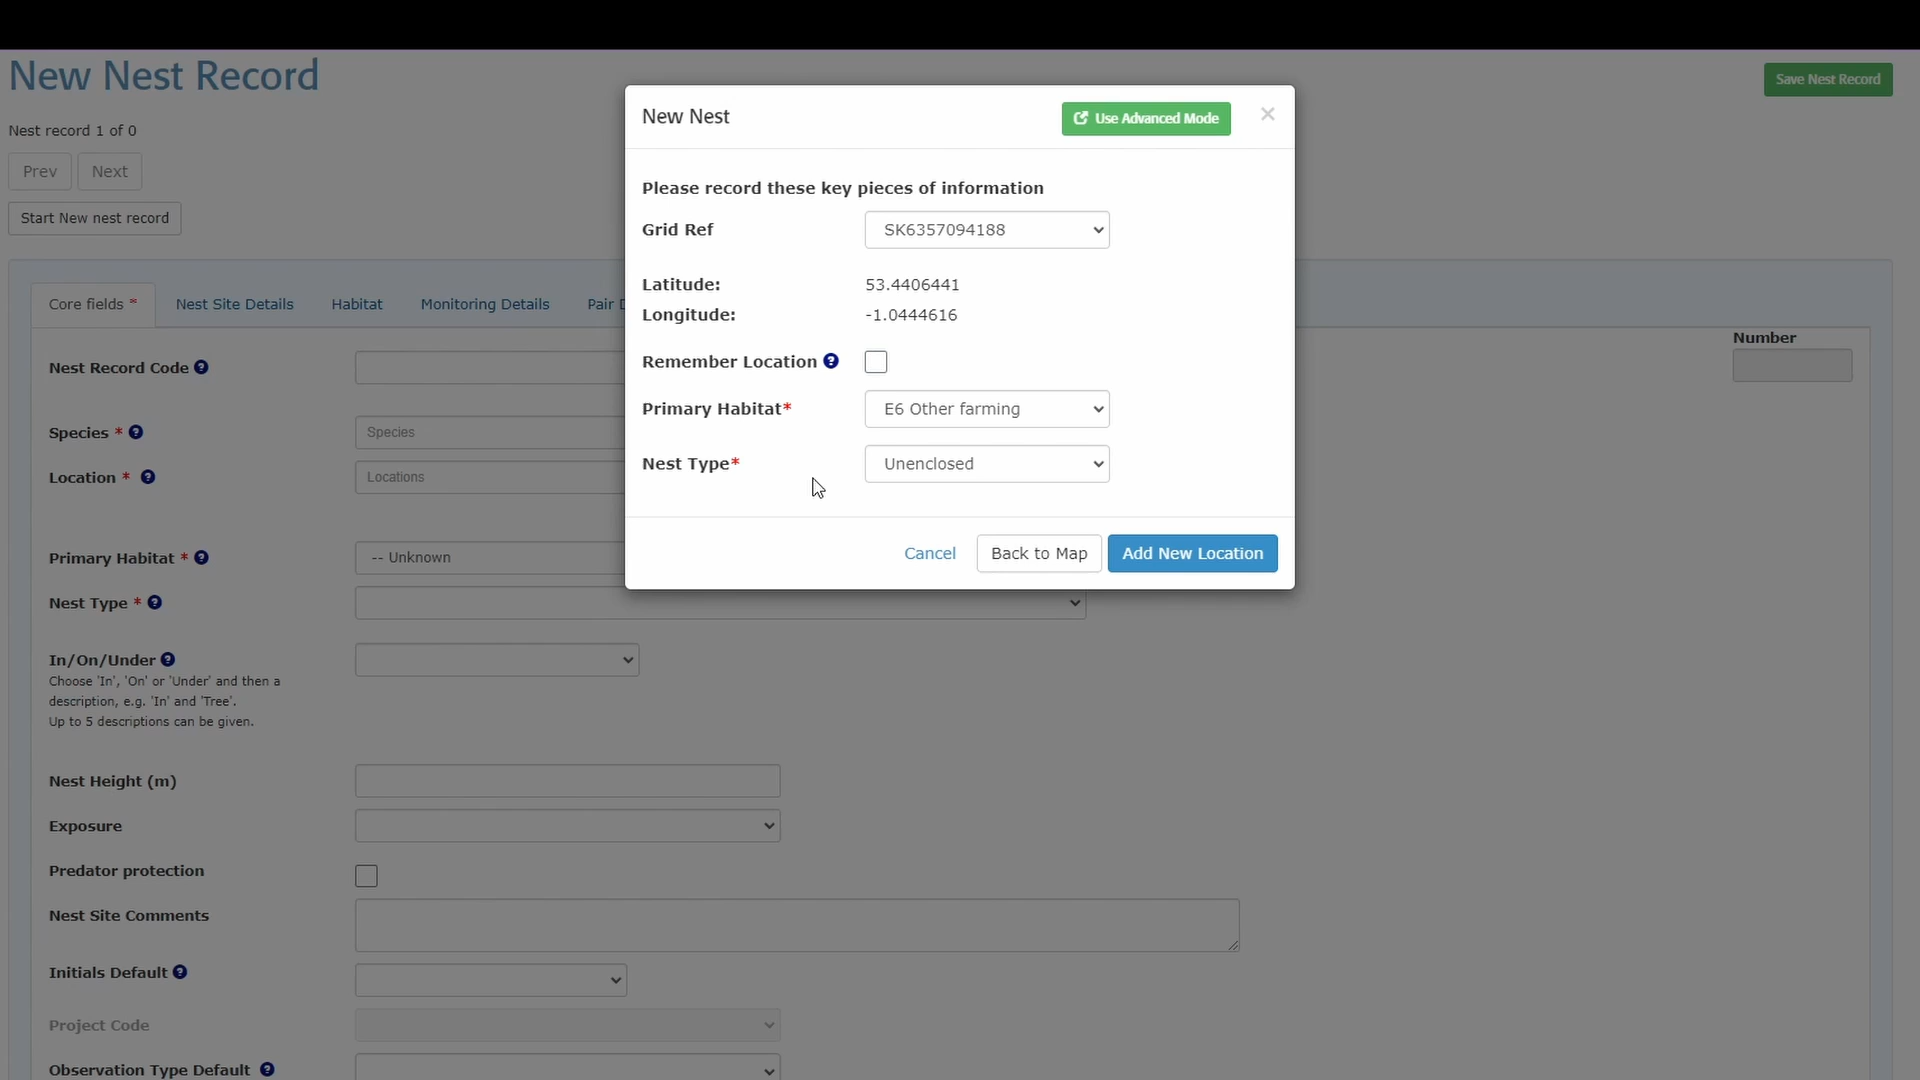 New Nest Record
Save Nest Record
Nest record 1 of 0
Prev Next
Start New nest record
Core fields * Nest Site Details Habitat Monitoring Details Pair D
Number
Nest Record Code ?
Species * ? Species
Location * ? Locations
Primary Habitat * ? -- Unknown
Nest Type * ?
In/On/Under ?
Choose 'In', 'On' or 'Under' and then a
description, e.g. 'In' and 'Tree'.
Up to 5 descriptions can be given.
Nest Height (m)
Exposure
Predator protection
Nest Site Comments
Initials Default ?
Project Code
Observation Type Default ?
New Nest Use Advanced Mode ×
Please record these key pieces of information
Grid Ref SK6357094188
Latitude: 53.4406441
Longitude: -1.0444616
Remember Location ?
Primary Habitat* E6 Other farming
Nest Type* Unenclosed
Cancel Back to Map Add New Location